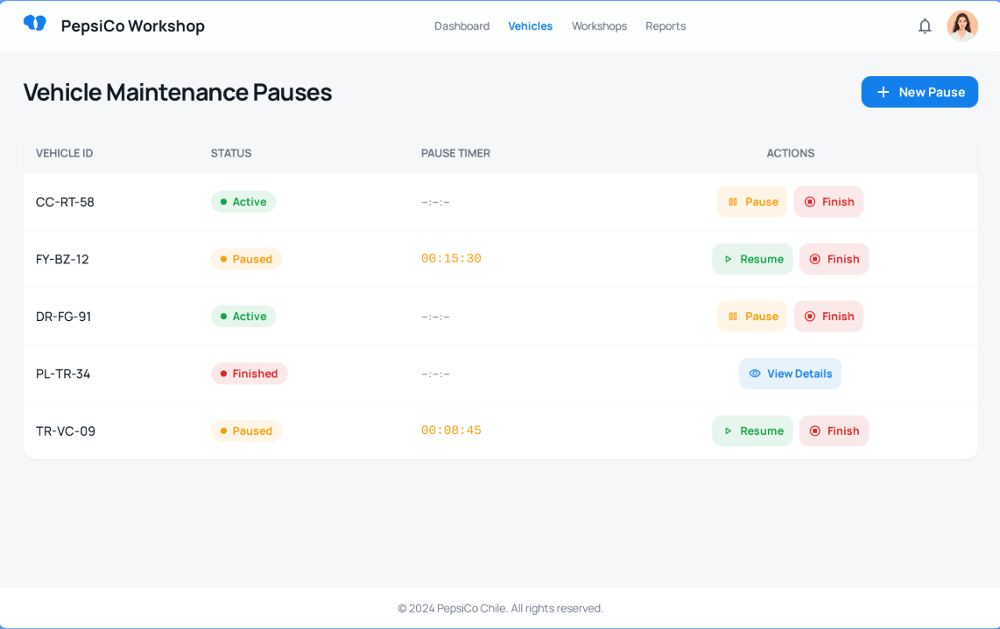 PepsiCo Workshop
Dashboard Vehicles Workshops Reports
Vehicle Maintenance Pauses
New Pause
VEHICLE ID STATUS PAUSE TIMER ACTIONS
CC-RT-58 Active --:--:-- Pause Finish
FY-BZ-12 Paused 00:15:30 Resume Finish
DR-FG-91 Active --:--:-- Pause Finish
PL-TR-34 Finished --:--:-- View Details
TR-VC-09 Paused 00:08:45 Resume Finish
© 2024 PepsiCo Chile. All rights reserved.